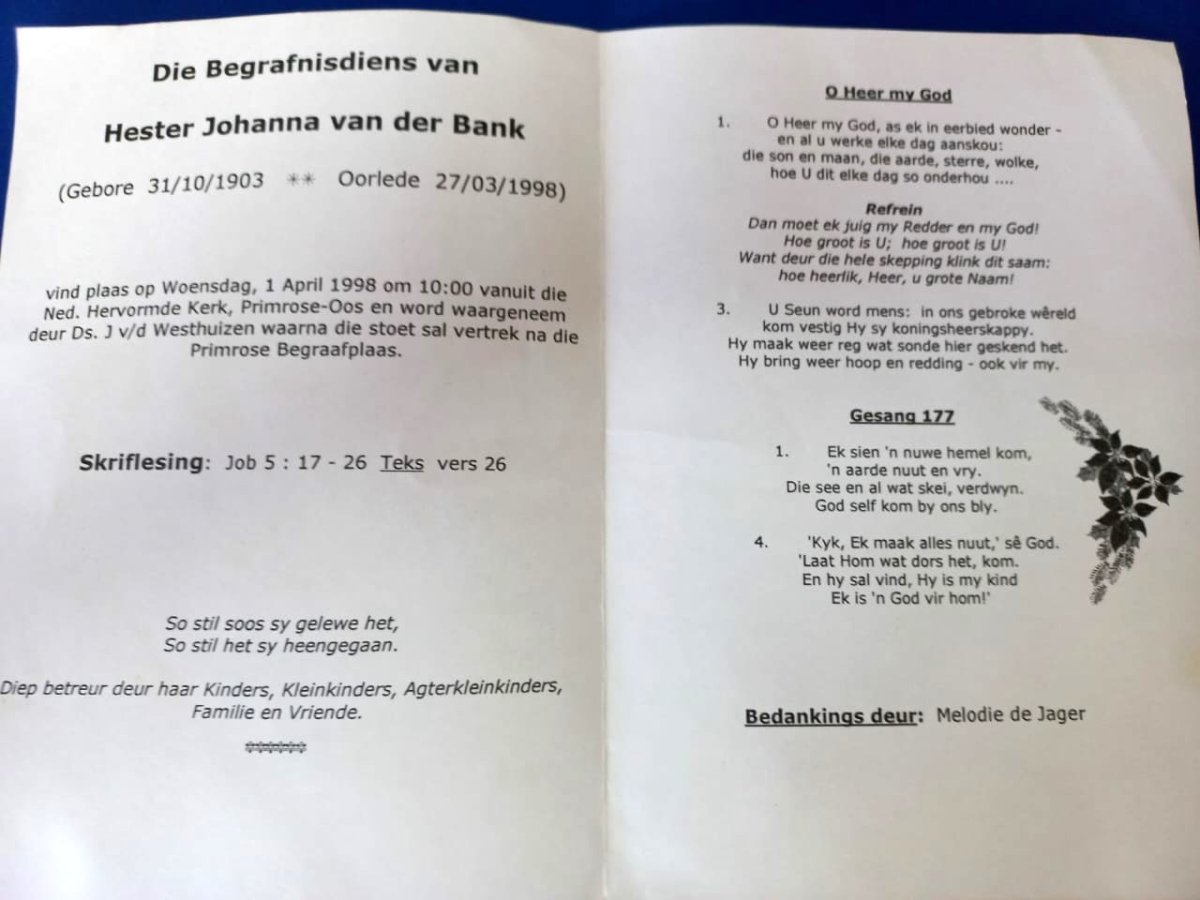 Die Begrafnisdiens van
Hester Johanna van der Bank
(Gebore 31/10/1903 ** Oorlede 27/03/1998)
vind plaas op Woensdag, 1 April 1998 om 10:00 vanuit die
Ned. Hervormde Kerk, Primrose-Oos en word waargeneem
deur Ds. J v/d Westhuizen waarna die stoet sal vertrek na die
Primrose Begraafplaas.
Skriflesing: Job 5 : 17 - 26 Teks vers 26
So stil soos sy gelewe het,
So stil het sy heengegaan.
Diep betreur deur haar Kinders, Kleinkinders, Agterkleinkinders,
Familie en Vriende.
O Heer my God
1. O Heer my God, as ek in eerbied wonder -
en al u werke elke dag aanskou:
die son en maan, die aarde, sterre, wolke,
hoe U dit elke dag so onderhou ....
Refrein
Dan moet ek juig my Redder en my God!
Hoe groot is U; hoe groot is U!
Want deur die hele skepping klink dit saam:
hoe heerlik, Heer, u grote Naam!
3. U Seun word mens: in ons gebroke wêreld
kom vestig Hy sy koningsheerskappy.
Hy maak weer reg wat sonde hier geskend het.
Hy bring weer hoop en redding - ook vir my.
Gesang 177
1. Ek sien 'n nuwe hemel kom,
'n aarde nuut en vry.
Die see en al wat skei, verdwyn.
God self kom by ons bly.
4. 'Kyk, Ek maak alles nuut,' sê God.
'Laat Hom wat dors het, kom.
En hy sal vind, Hy is my kind
Ek is 'n God vir hom!'
Bedankings deur: Melodie de Jager